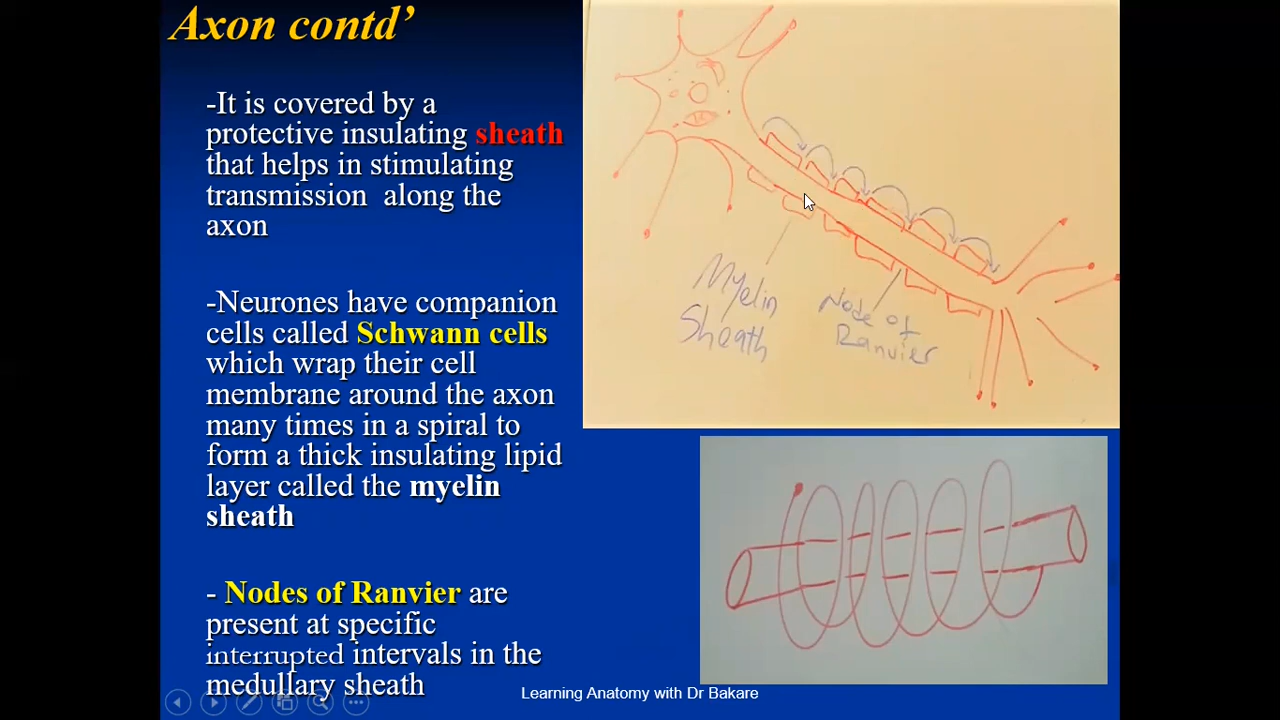 Axon contd’
-It is covered by a
protective insulating sheath
that helps in stimulating
transmission along the
axon
-Neurones have companion
cells called Schwann cells
which wrap their cell
membrane around the axon
many times in a spiral to
form a thick insulating lipid
layer called the myelin
sheath
- Nodes of Ranvier are
present at specific
interrupted intervals in the
medullary sheath
Myelin
Sheath
Node of
Ranvier
Learning Anatomy with Dr Bakare